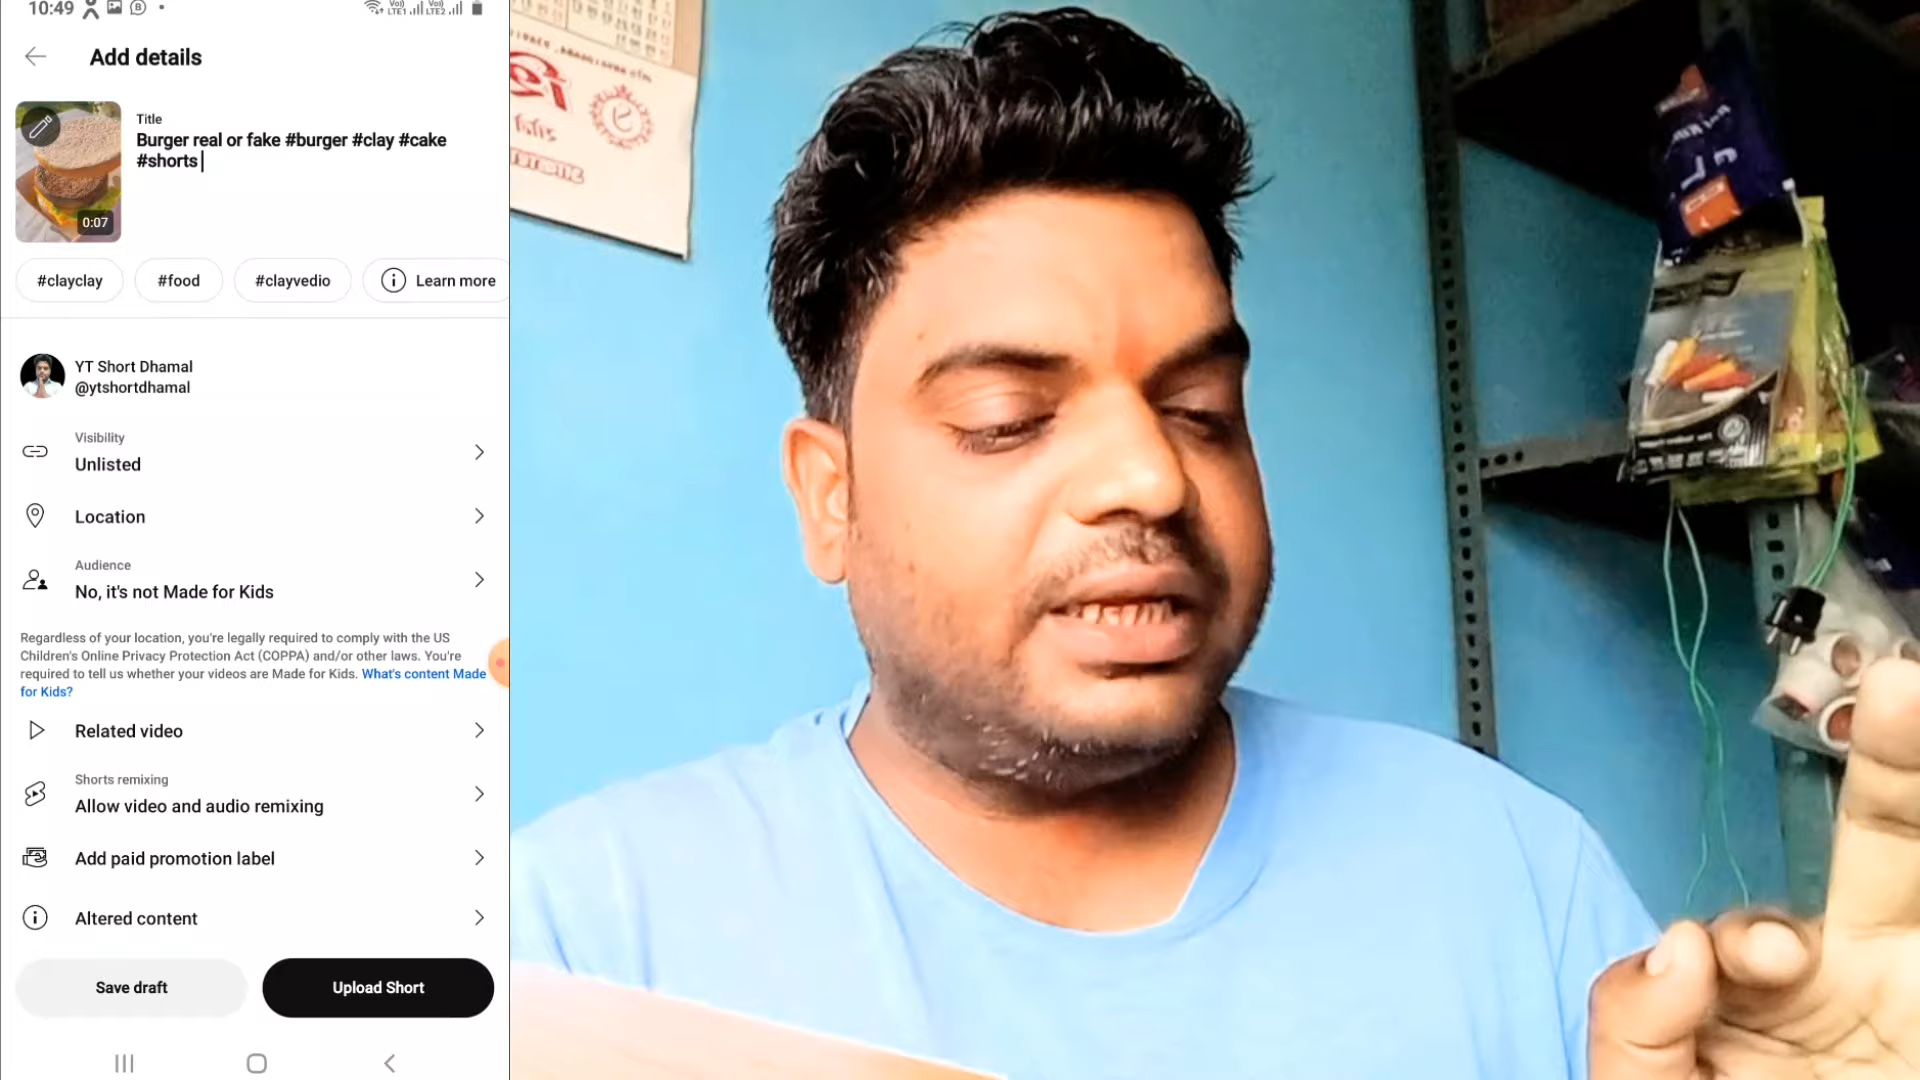 10:49
LTE1
LTE2
Add details
0:07
Title
Burger real or fake #burger #clay #cake
#shorts
#clayclay
#food
#clayvedio
Learn more
YT Short Dhamal
@ytshortdhamal
Visibility
Unlisted
Location
Audience
No, it's not Made for Kids
Regardless of your location, you're legally required to comply with the US
Children's Online Privacy Protection Act (COPPA) and/or other laws. You're
required to tell us whether your videos are Made for Kids. What's content Made
for Kids?
Related video
Shorts remixing
Allow video and audio remixing
Add paid promotion label
Altered content
Save draft
Upload Short